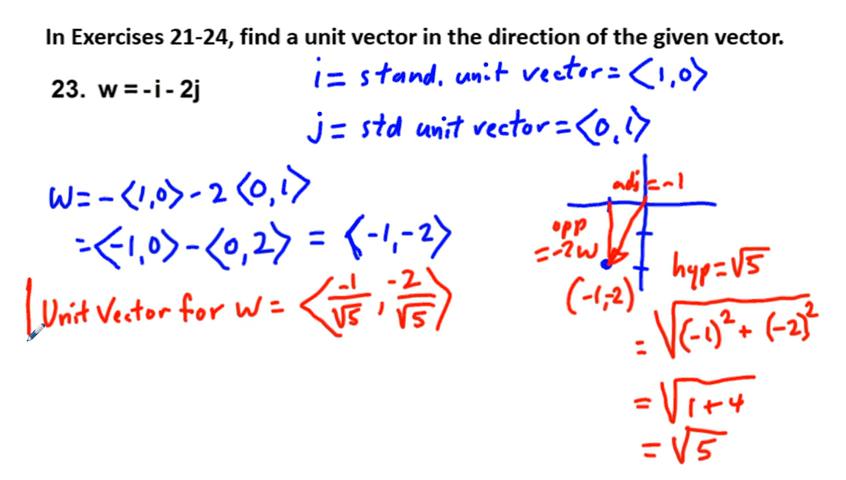 In Exercises 21-24, find a unit vector in the direction of the given vector.
23. w = -i - 2j
i = stand. unit vector = <1,0>
j = std unit vector = <0,1>
W = - <1,0> - 2 <0,1>
= <-1,0> - <0,2> = <-1,-2>
adj = -1
opp
= -2
W
(-1,-2)
Unit Vector for W = <-1/√5, -2/√5>
hyp = √5
= √((-1)² + (-2)²)
= √(1+4)
= √5